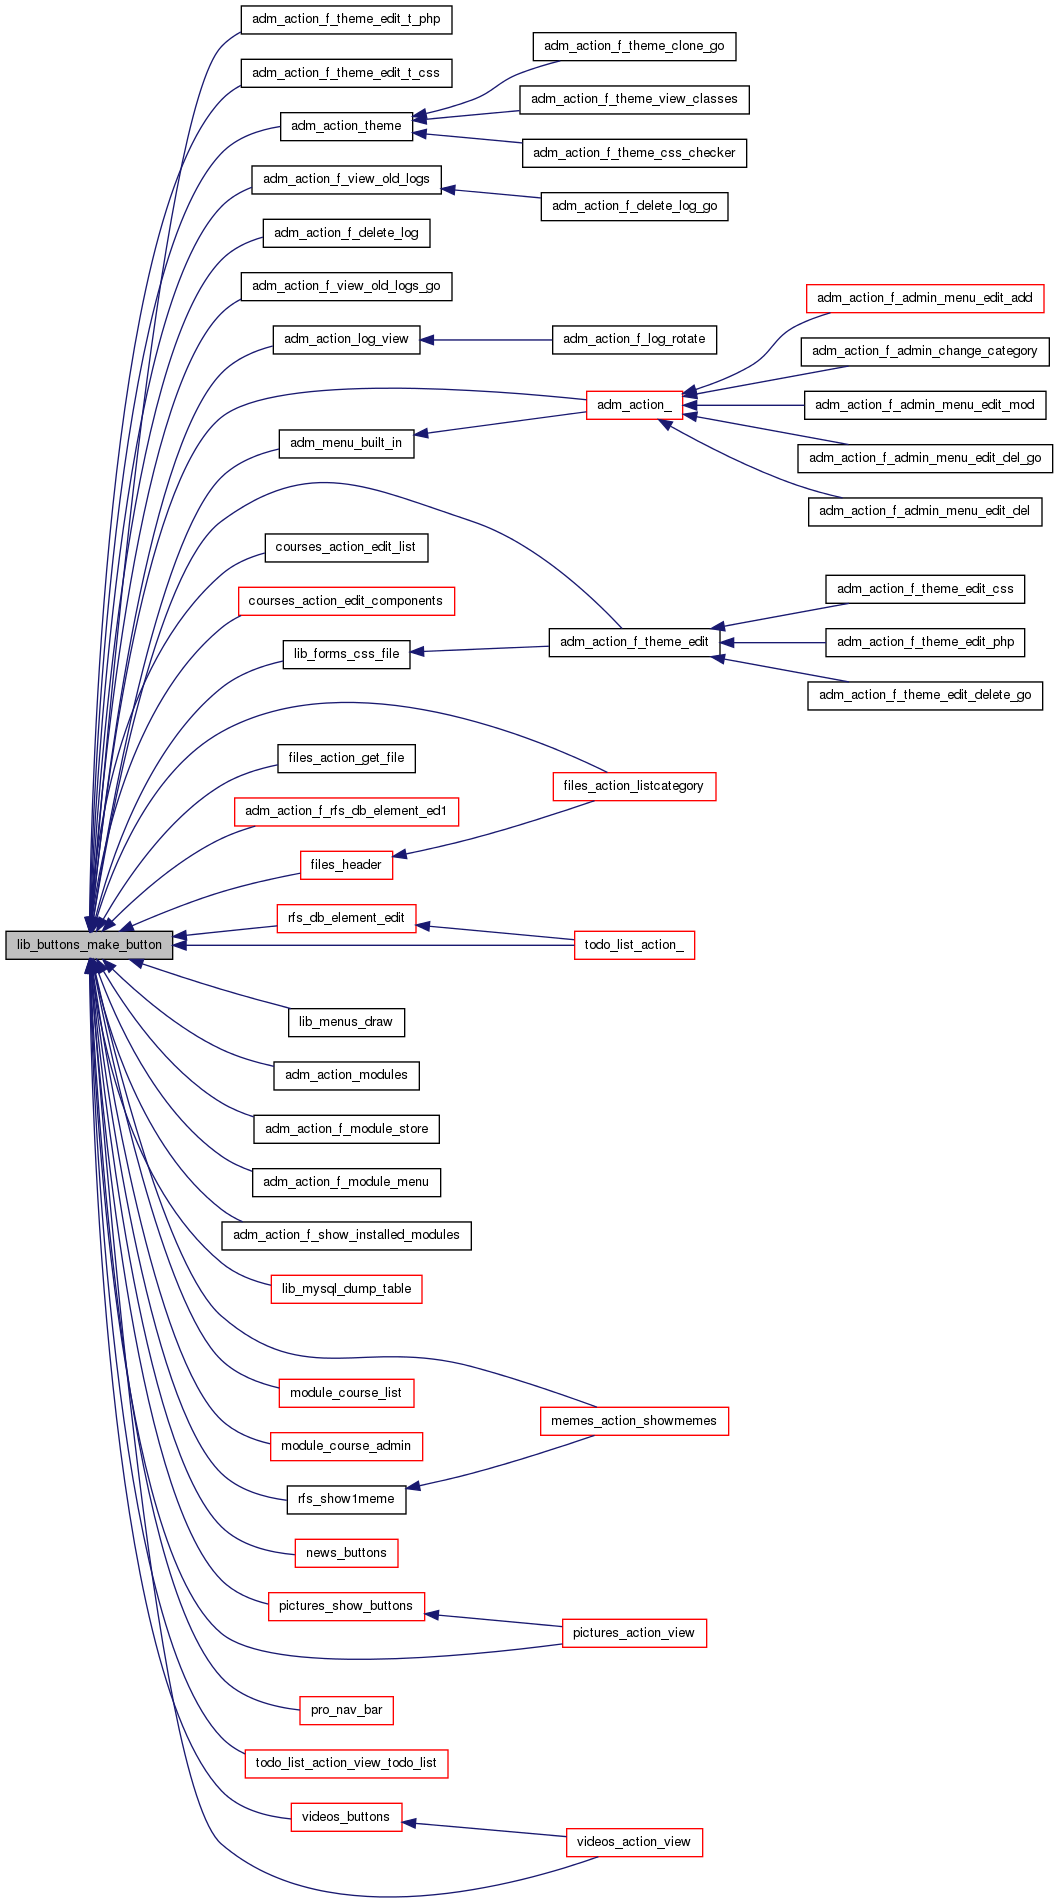 adm_action_f_theme_edit_t_php
adm_action_f_theme_clone_go
adm_action_f_theme_edit_t_css
adm_action_f_theme_view_classes
adm_action_theme
adm_action_f_theme_css_checker
adm_action_f_view_old_logs
adm_action_f_delete_log_go
adm_action_f_delete_log
adm_action_f_view_old_logs_go
adm_action_f_admin_menu_edit_add
adm_action_log_view
adm_action_f_log_rotate
adm_action_f_admin_change_category
adm_action_
adm_action_f_admin_menu_edit_mod
adm_menu_built_in
adm_action_f_admin_menu_edit_del_go
adm_action_f_admin_menu_edit_del
courses_action_edit_list
adm_action_f_theme_edit_css
courses_action_edit_components
adm_action_f_theme_edit
adm_action_f_theme_edit_php
lib_forms_css_file
adm_action_f_theme_edit_delete_go
files_action_get_file
files_action_listcategory
adm_action_f_rfs_db_element_ed1
files_header
rfs_db_element_edit
lib_buttons_make_button
todo_list_action_
lib_menus_draw
adm_action_modules
adm_action_f_module_store
adm_action_f_module_menu
adm_action_f_show_installed_modules
lib_mysql_dump_table
module_course_list
memes_action_showmemes
module_course_admin
rfs_show1meme
news_buttons
pictures_show_buttons
pictures_action_view
pro_nav_bar
todo_list_action_view_todo_list
videos_buttons
videos_action_view